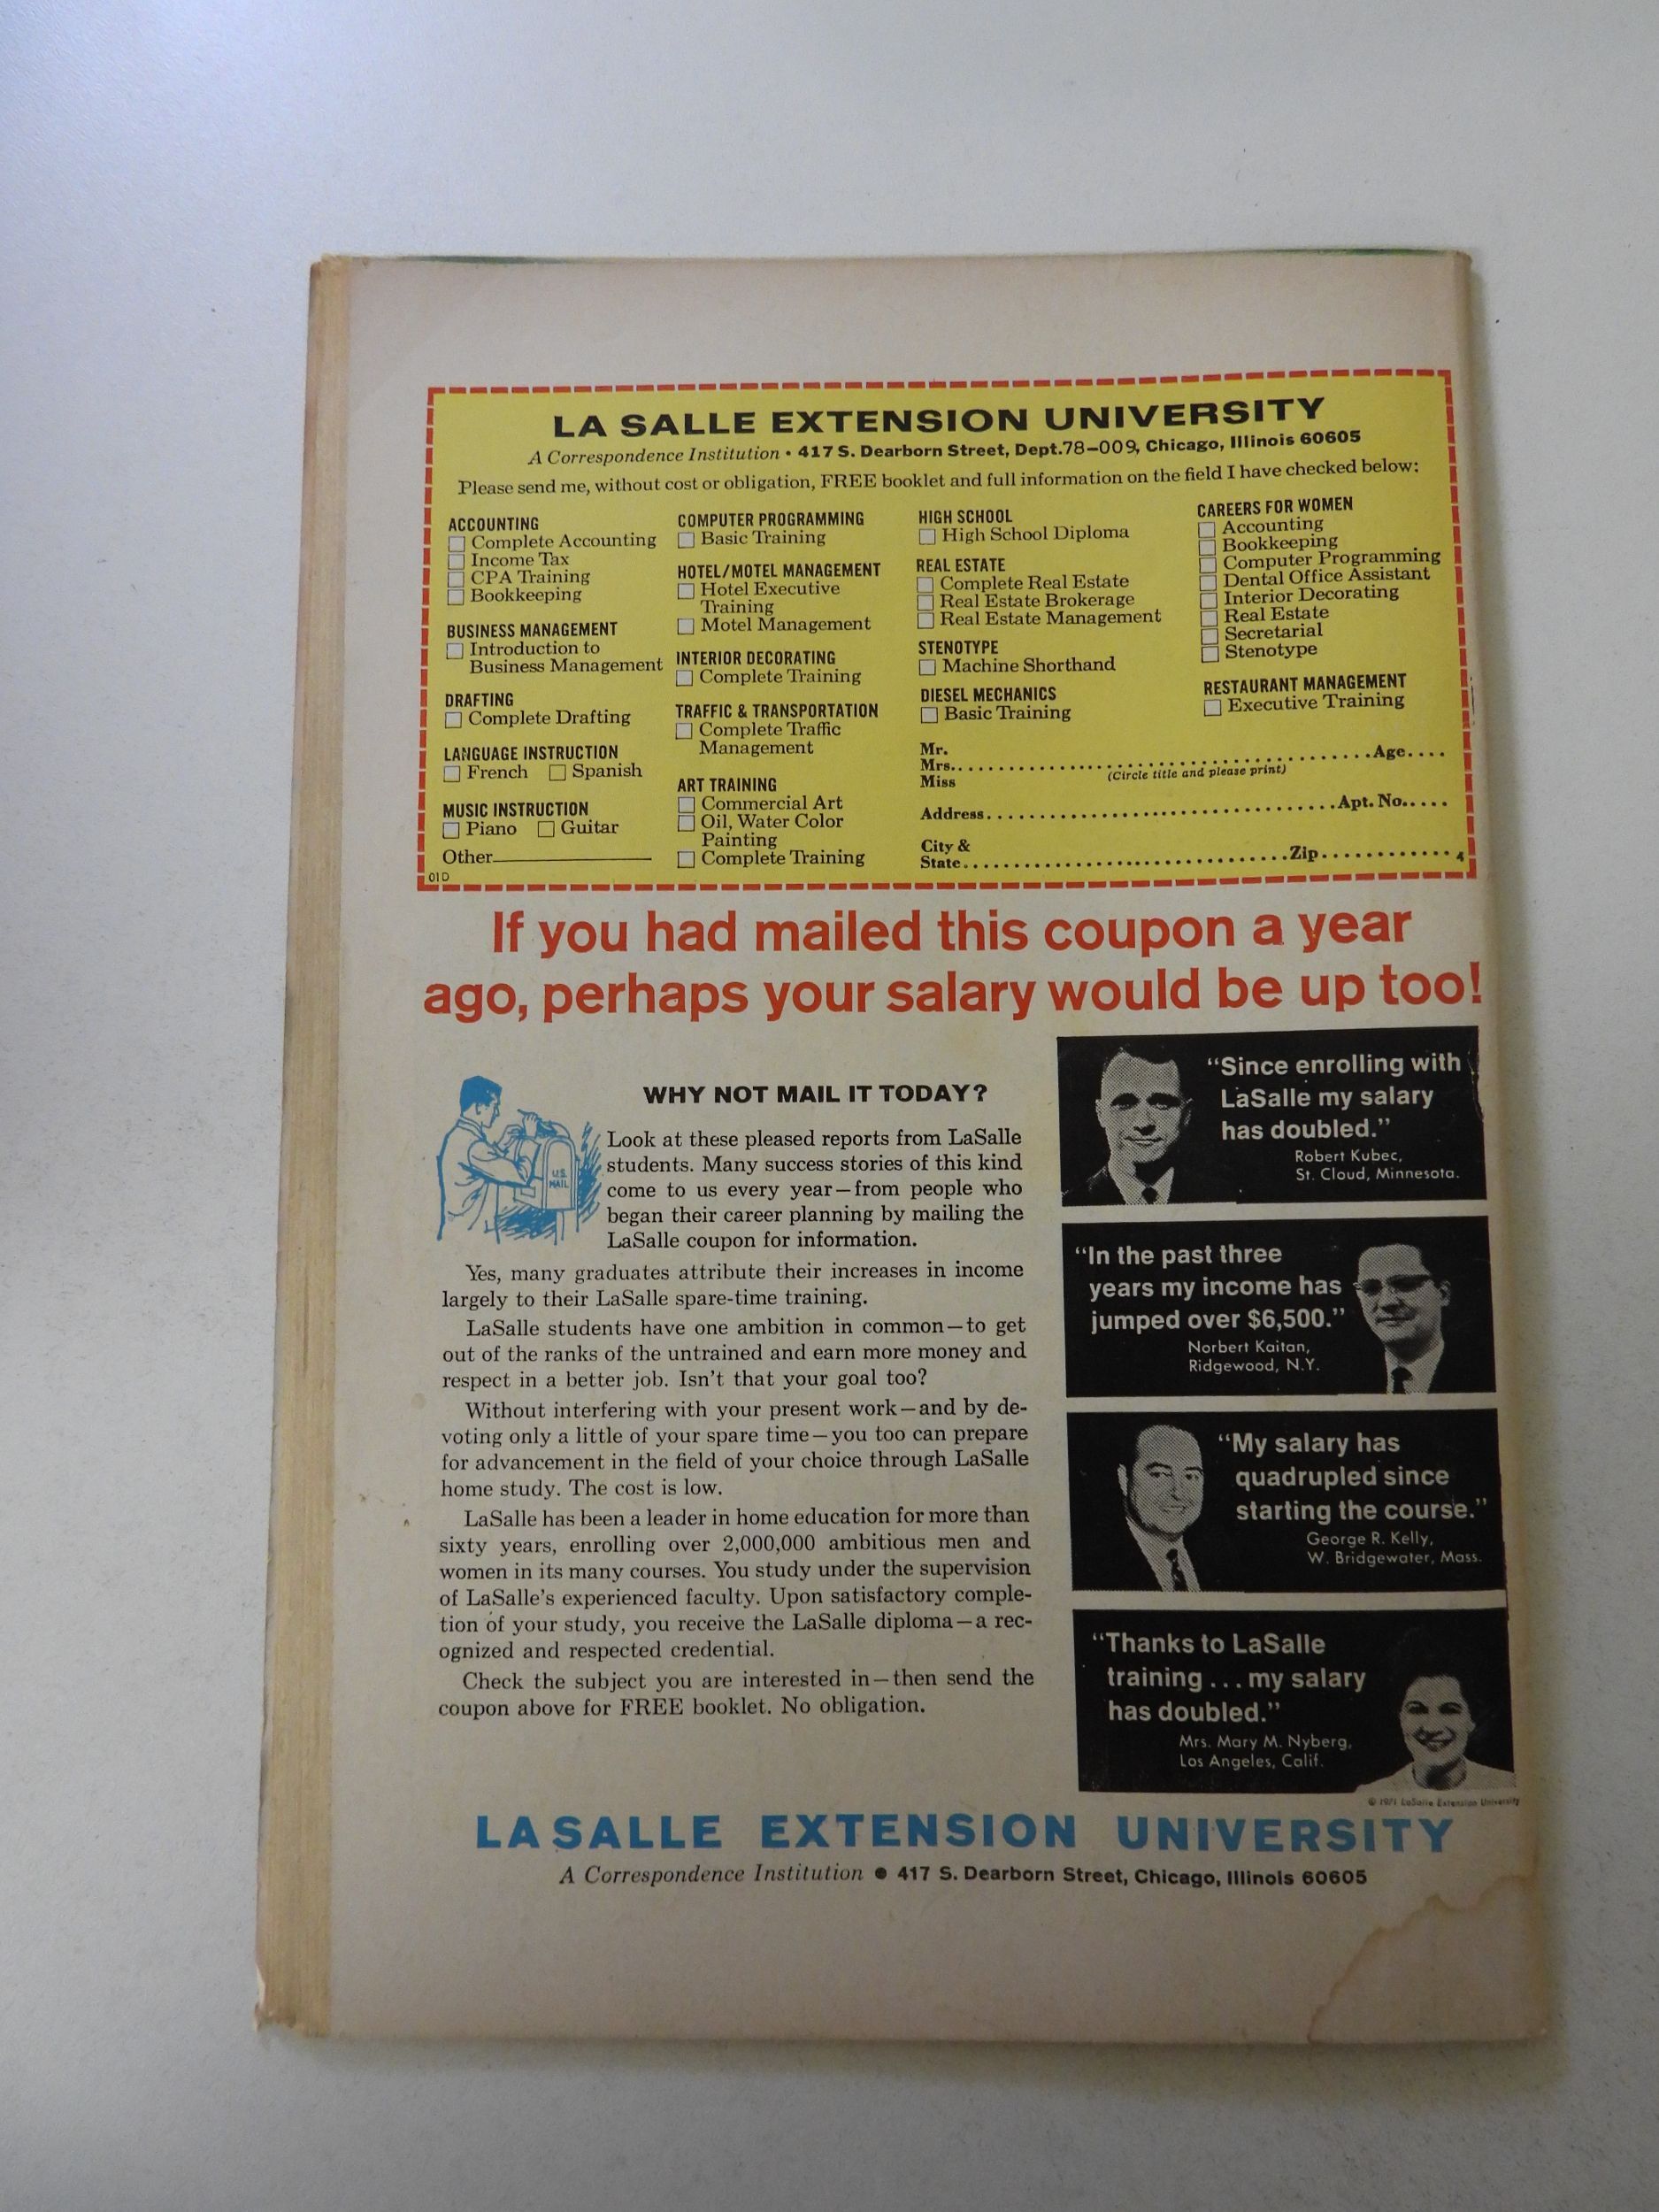 LA SALLE EXTENSION UNIVERSITY
A Correspondence Institution • 417 S. Dearborn Street, Dept.78-009, Chicago, Illinois 60605
Please send me, without cost or obligation, FREE booklet and full information on the field I have checked below:
ACCOUNTING
Complete Accounting
Income Tax
CPA Training
Bookkeeping
BUSINESS MANAGEMENT
Introduction to
Business Management
DRAFTING
Complete Drafting
LANGUAGE INSTRUCTION
French Spanish
MUSIC INSTRUCTION
Piano Guitar
Other
01D
COMPUTER PROGRAMMING
Basic Training
HOTEL/MOTEL MANAGEMENT
Hotel Executive
Training
Motel Management
INTERIOR DECORATING
Complete Training
TRAFFIC & TRANSPORTATION
Complete Traffic
Management
ART TRAINING
Commercial Art
Oil, Water Color
Painting
Complete Training
HIGH SCHOOL
High School Diploma
REAL ESTATE
Complete Real Estate
Real Estate Brokerage
Real Estate Management
STENOTYPE
Machine Shorthand
DIESEL MECHANICS
Basic Training
CAREERS FOR WOMEN
Accounting
Bookkeeping
Computer Programming
Dental Office Assistant
Interior Decorating
Real Estate
Secretarial
Stenotype
RESTAURANT MANAGEMENT
Executive Training
Mr.
Mrs. Age
Miss (Circle title and please print)
Address Apt. No.
City &
State Zip 4
If you had mailed this coupon a year
ago, perhaps your salary would be up too!
U.S.
MAIL
WHY NOT MAIL IT TODAY?
Look at these pleased reports from LaSalle
students. Many success stories of this kind
come to us every year—from people who
began their career planning by mailing the
LaSalle coupon for information.
Yes, many graduates attribute their increases in income
largely to their LaSalle spare-time training.
LaSalle students have one ambition in common—to get
out of the ranks of the untrained and earn more money and
respect in a better job. Isn't that your goal too?
Without interfering with your present work—and by de-
voting only a little of your spare time—you too can prepare
for advancement in the field of your choice through LaSalle
home study. The cost is low.
LaSalle has been a leader in home education for more than
sixty years, enrolling over 2,000,000 ambitious men and
women in its many courses. You study under the supervision
of LaSalle's experienced faculty. Upon satisfactory comple-
tion of your study, you receive the LaSalle diploma—a rec-
ognized and respected credential.
Check the subject you are interested in—then send the
coupon above for FREE booklet. No obligation.
"Since enrolling with
LaSalle my salary
has doubled."
Robert Kubec,
St. Cloud, Minnesota.
"In the past three
years my income has
jumped over $6,500."
Norbert Kaitan,
Ridgewood, N.Y.
"My salary has
quadrupled since
starting the course."
George R. Kelly,
W. Bridgewater, Mass.
"Thanks to LaSalle
training . . . my salary
has doubled."
Mrs. Mary M. Nyberg,
Los Angeles, Calif.
© 1971 LaSalle Extension University
LASALLE EXTENSION UNIVERSITY
A Correspondence Institution • 417 S. Dearborn Street, Chicago, Illinois 60605